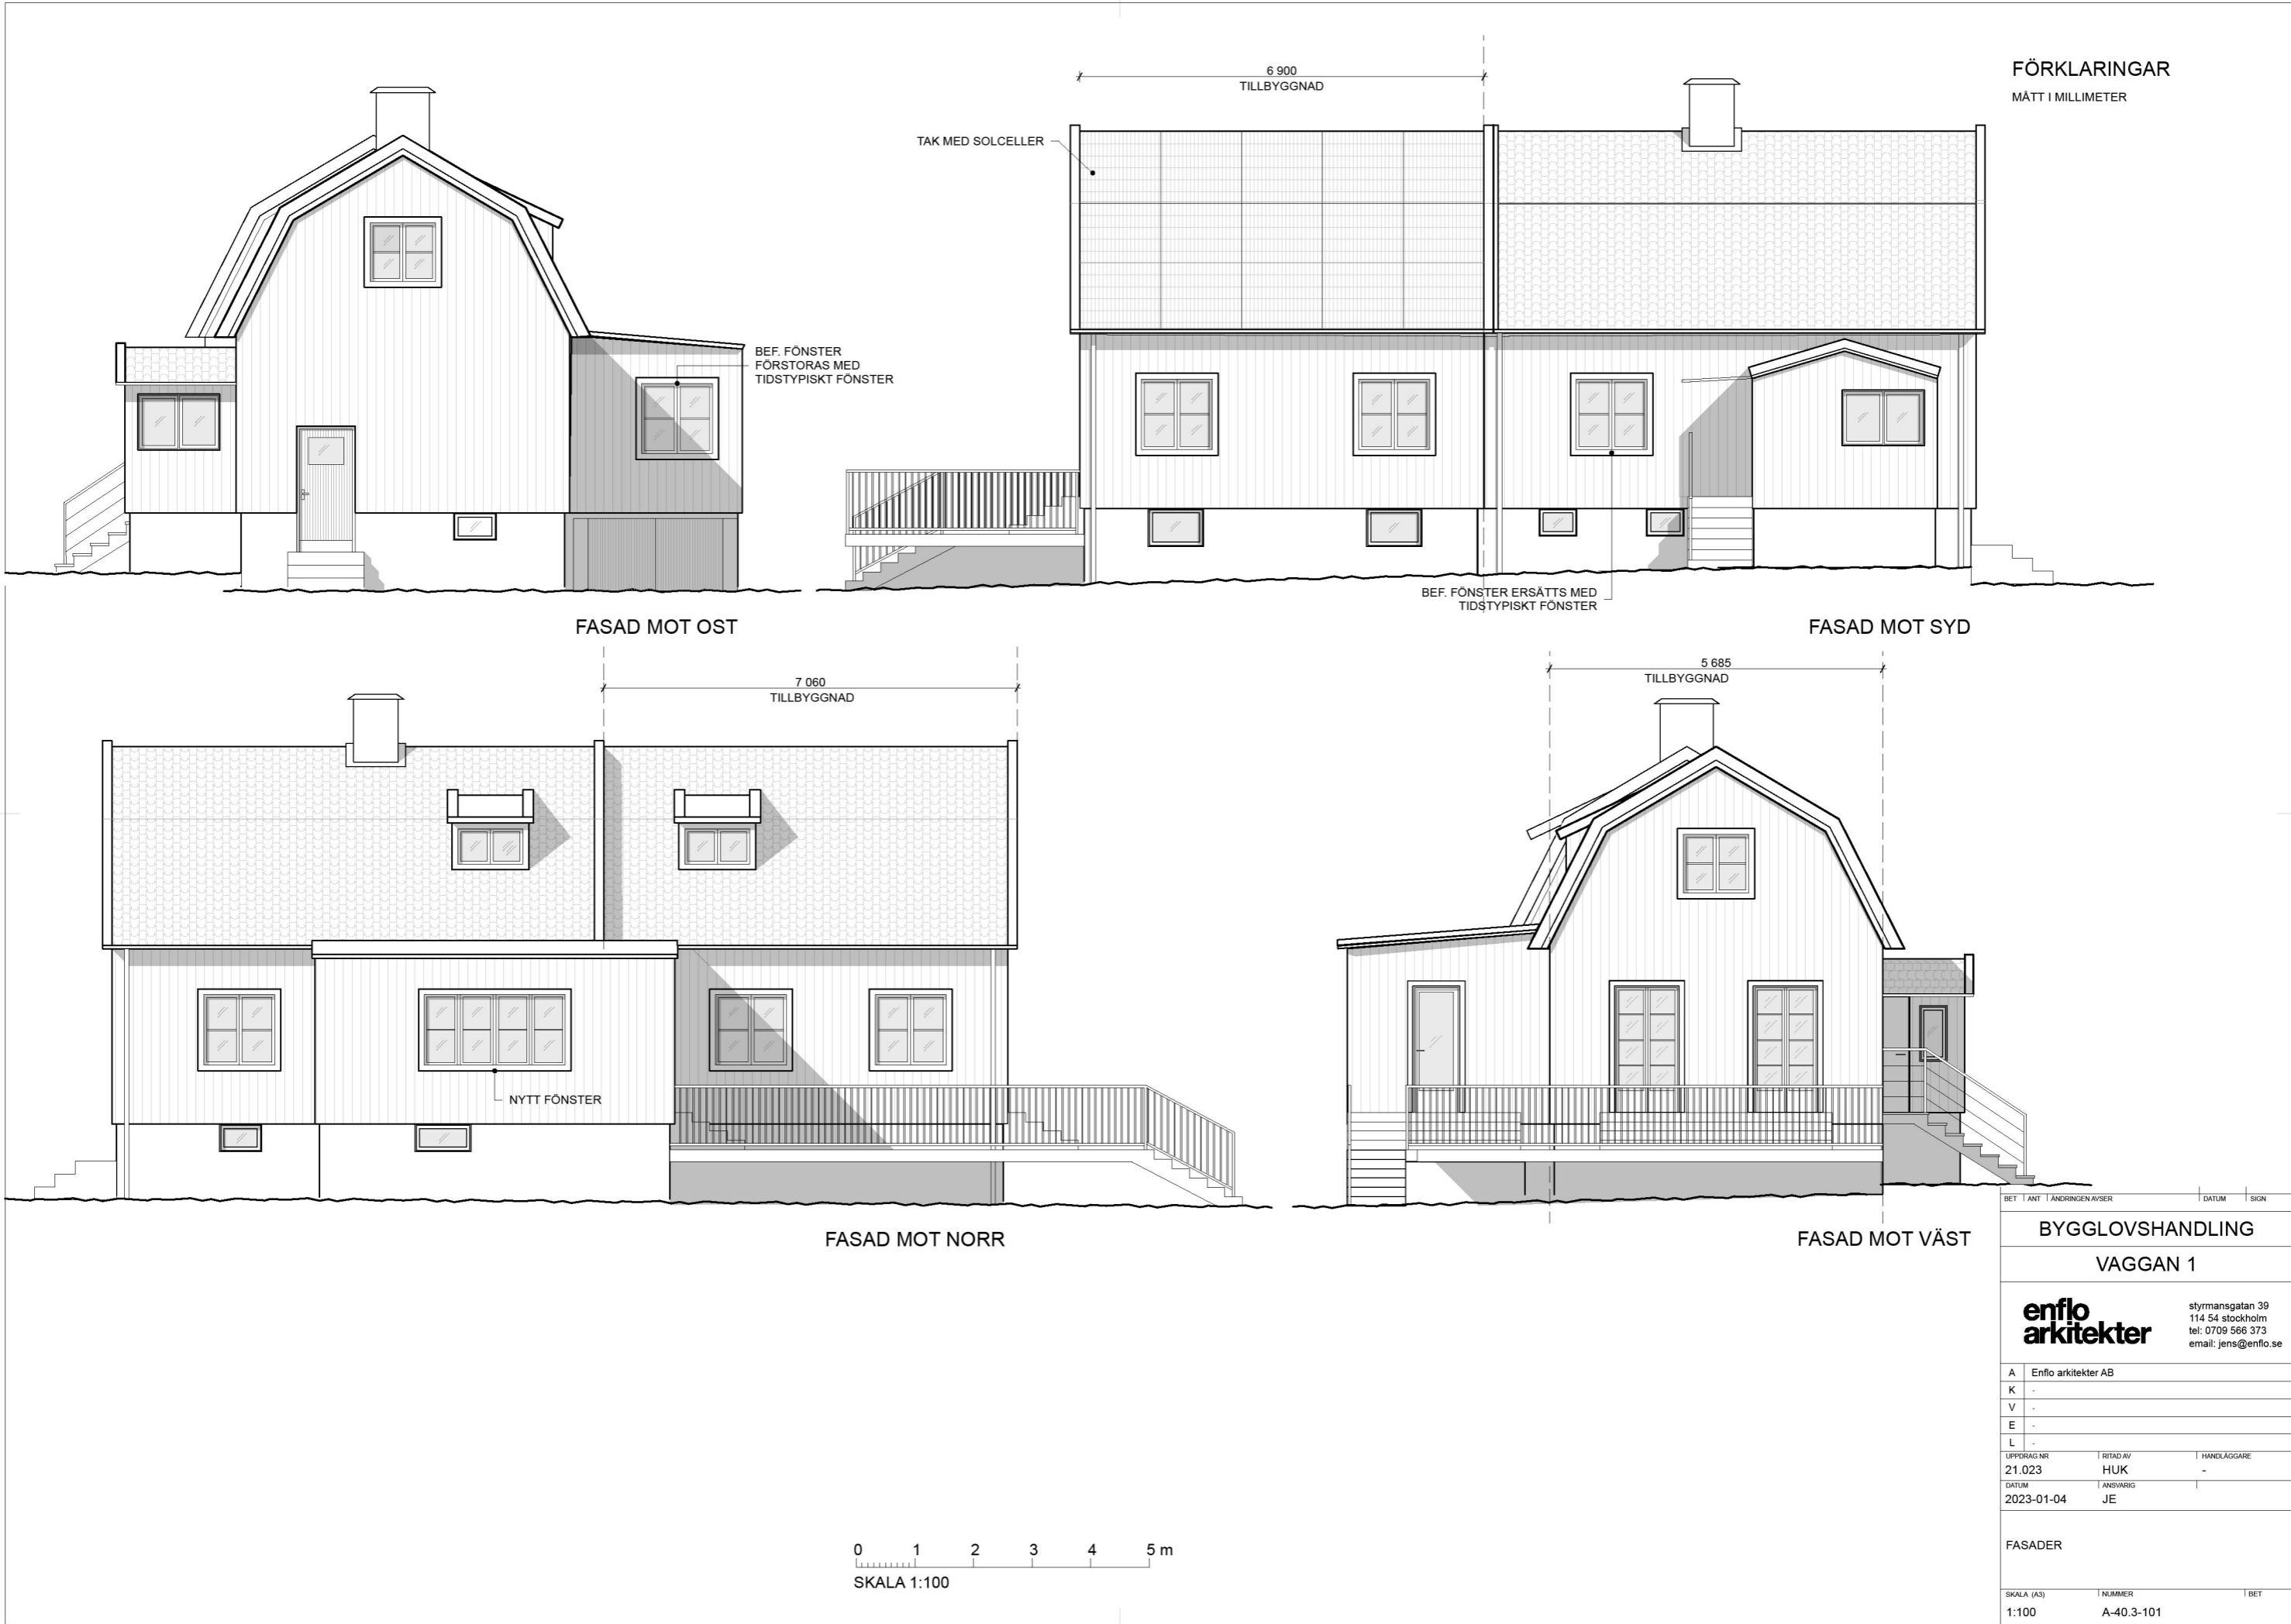 6 900
TILLBYGGNAD
FÖRKLARINGAR
MÅTT I MILLIMETER
TAK MED SOLCELLER
BEF. FÖNSTER
FÖRSTORAS MED
TIDSTYPISKT FÖNSTER
BEF. FÖNSTER ERSÄTTS MED
TIDSTYPISKT FÖNSTER
FASAD MOT OST
FASAD MOT SYD
7 060
TILLBYGGNAD
5 685
TILLBYGGNAD
NYTT FÖNSTER
FASAD MOT NORR
FASAD MOT VÄST
BET ANT ÄNDRINGEN AVSER DATUM SIGN
BYGGLOVSHANDLING
VAGGAN 1
enflo
arkitekter
styrmansgatan 39
114 54 stockholm
tel: 0709 566 373
email: jens@enflo.se
A Enflo arkitekter AB
K -
V -
E -
L -
UPPDRAG NR RITAD AV HANDLÄGGARE
21.023 HUK -
DATUM ANSVARIG
2023-01-04 JE
FASADER
0 1 2 3 4 5 m
SKALA 1:100
SKALA (A3) NUMMER BET
1:100 A-40.3-101